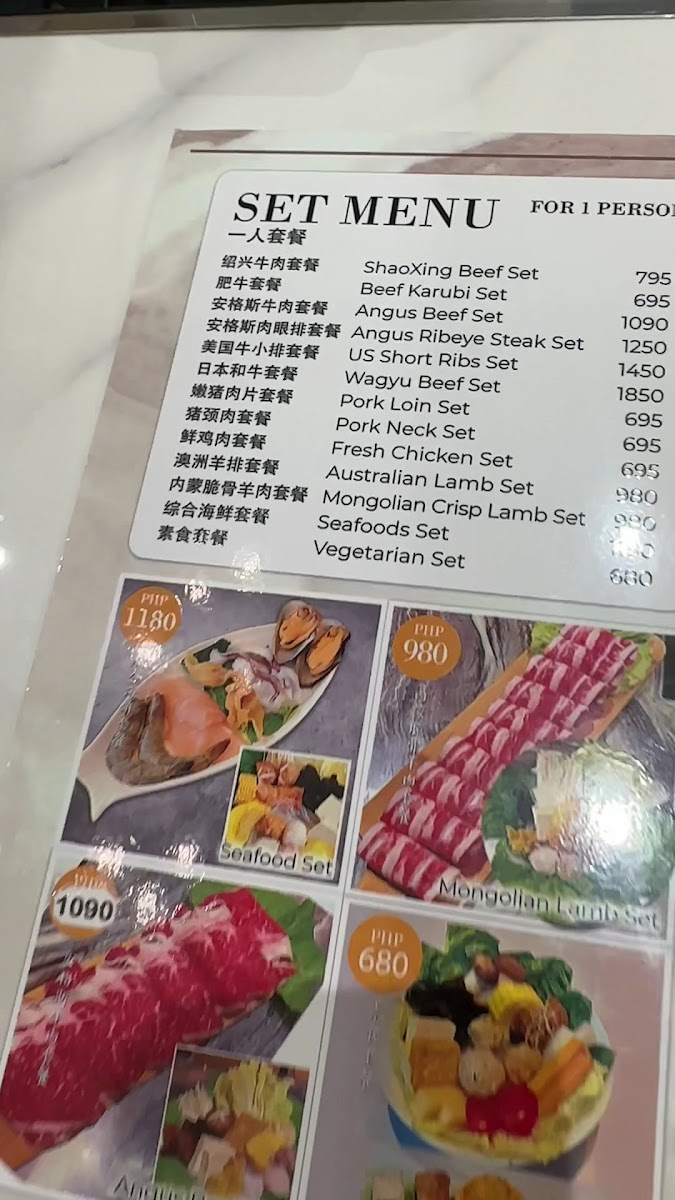 SET MENU FOR 1 PERSON
一人套餐
绍兴牛肉套餐 ShaoXing Beef Set 795
肥牛套餐 Beef Karubi Set 695
安格斯牛肉套餐 Angus Beef Set 1090
安格斯肉眼排套餐 Angus Ribeye Steak Set 1250
美国牛小排套餐 US Short Ribs Set 1450
日本和牛套餐 Wagyu Beef Set 1850
嫩猪肉片套餐 Pork Loin Set 695
猪颈肉套餐 Pork Neck Set 695
鲜鸡肉套餐 Fresh Chicken Set 695
澳洲羊排套餐 Australian Lamb Set 980
内蒙脆骨羊肉套餐 Mongolian Crisp Lamb Set 980
综合海鲜套餐 Seafoods Set
素食套餐 Vegetarian Set 680
PHP
1180
Seafood Set
PHP
980
Mongolian Lamb Set
PHP
1090
Angus
PHP
680